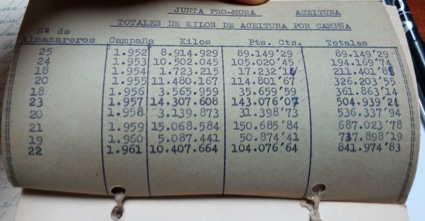 JUNTA PRO-MORA ACEITUNA
TOTALES DE KILOS DE ACEITUNA POR CAMPÑA
Nº de
Almazareros Campaña Kilos Pts. Cts. Totales
25 1.952 8.914.929 89.149'29 89.149'29
24 1.953 10.502.045 105.020'45 194.169'74
18 1.954 1.723.215 17.232'14 211.401'88
20 1.955 11.480.167 114.801'67 326.203'55
18 1.956 3.565.959 35.659'59 361.863'14
23 1.957 14.307.608 143.076'07 504.939'21
20 1.958 3.139.873 31.398'73 536.337'94
21 1.959 15.068.584 150.685'84 687.023'78
19 1.960 5.087.441 50.874'41 737.898'19
22 1.961 10.407.664 104.076'64 841.974'83